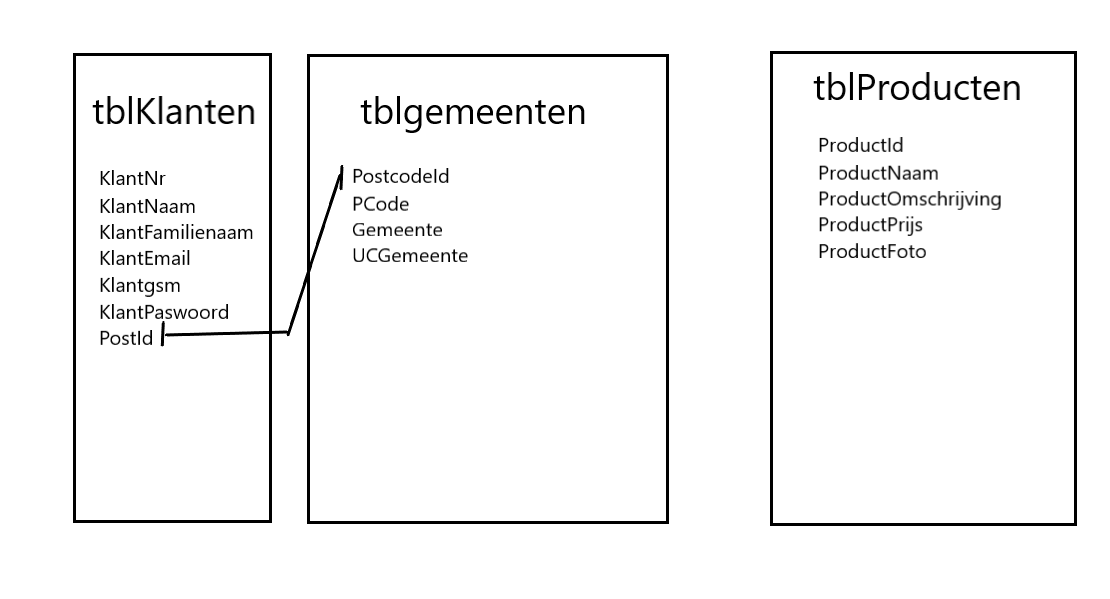 tblKlanten
KlantNr
KlantNaam
KlantFamilienaam
KlantEmail
Klantgsm
KlantPaswoord
PostId
tblgemeenten
PostcodeId
PCode
Gemeente
UCGemeente
tblProducten
ProductId
ProductNaam
ProductOmschrijving
ProductPrijs
ProductFoto